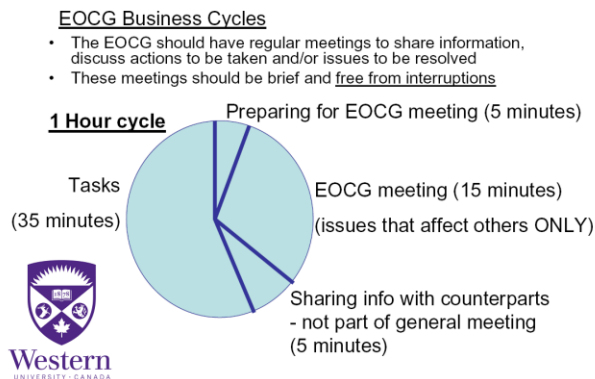 EOCG Business Cycles
• The EOCG should have regular meetings to share information,
discuss actions to be taken and/or issues to be resolved
• These meetings should be brief and free from interruptions
1 Hour cycle
Preparing for EOCG meeting (5 minutes)
Tasks
(35 minutes)
EOCG meeting (15 minutes)
(issues that affect others ONLY)
Sharing info with counterparts
- not part of general meeting
(5 minutes)
Western
UNIVERSITY · CANADA